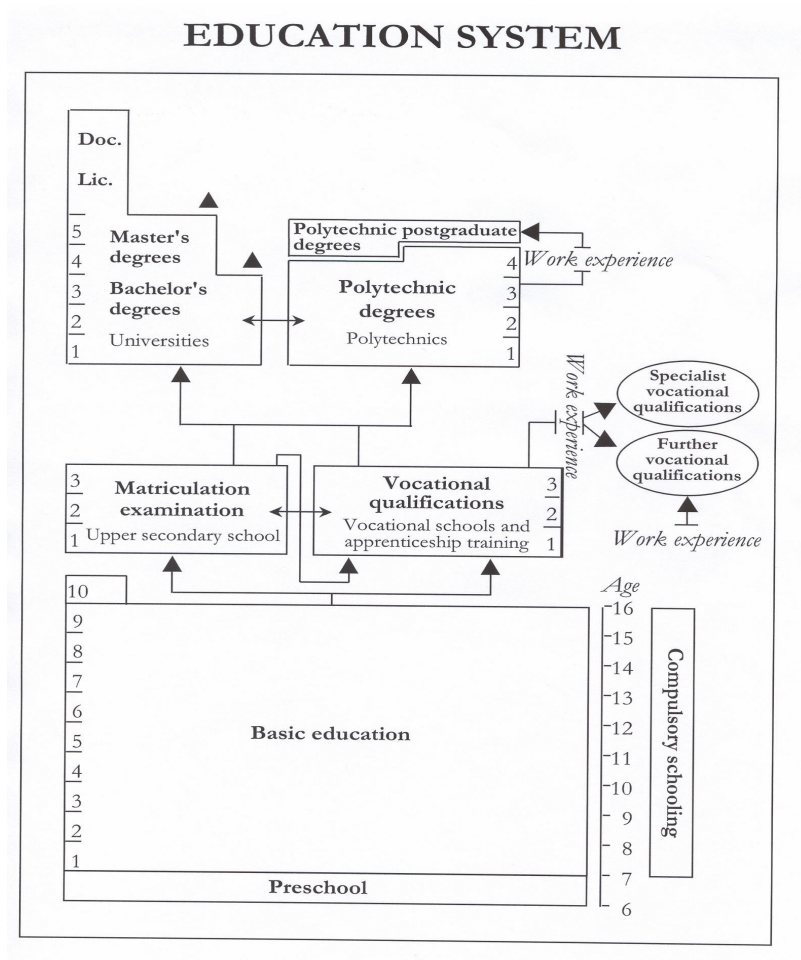 EDUCATION SYSTEM
Doc.
Lic.
5
4
3
2
1
Master's
degrees
Bachelor's
degrees
Universities
Polytechnic postgraduate
degrees
Work experience
Polytechnic
degrees
Polytechnics
4
3
2
1
Work experience
Specialist
vocational
qualifications
Further
vocational
qualifications
Work experience
3
2
1
Matriculation
examination
Upper secondary school
Vocational
qualifications
Vocational schools and
apprenticeship training
3
2
1
10
9
8
7
6
5
4
3
2
1
Basic education
Preschool
Age
16
15
14
13
12
11
10
9
8
7
6
Compulsory schooling